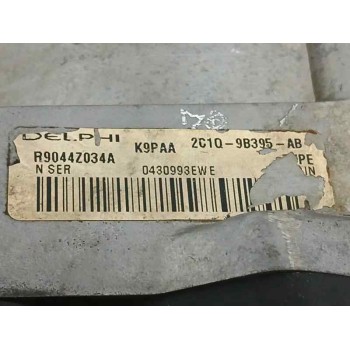 DELPHI K9PAA 2C1Q-9B395-AB
R9044Z034A
N SER 0430993EWE